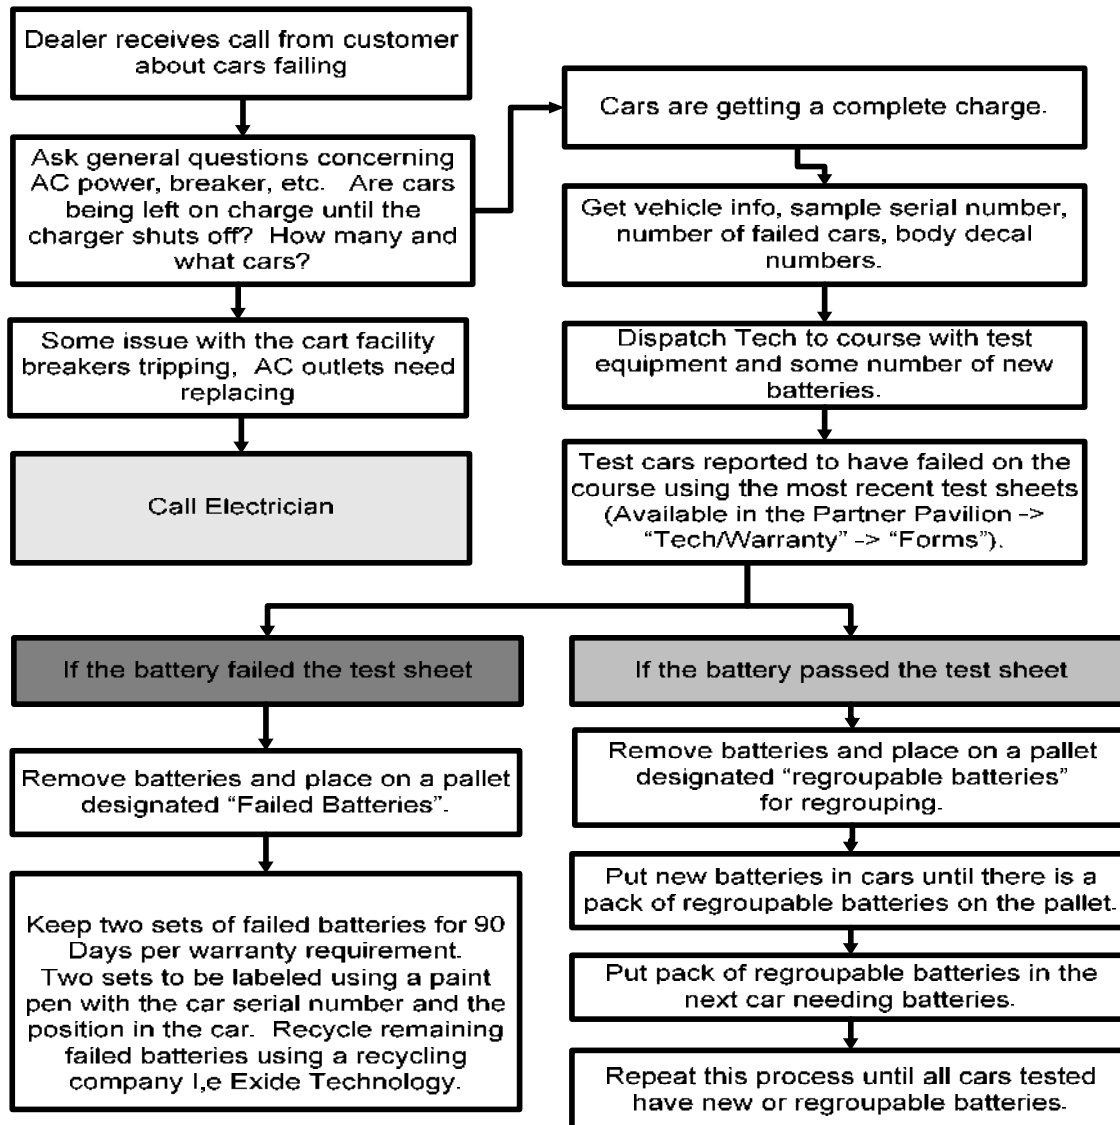 Dealer receives call from customer
about cars failing
Ask general questions concerning
AC power, breaker, etc. Are cars
being left on charge until the
charger shuts off? How many and
what cars?
Some issue with the cart facility
breakers tripping, AC outlets need
replacing
Call Electrician
Cars are getting a complete charge.
Get vehicle info, sample serial number,
number of failed cars, body decal
numbers.
Dispatch Tech to course with test
equipment and some number of new
batteries.
Test cars reported to have failed on the
course using the most recent test sheets
(Available in the Partner Pavilion ->
“Tech/Warranty” -> “Forms”).
If the battery failed the test sheet
Remove batteries and place on a pallet
designated “Failed Batteries”.
Keep two sets of failed batteries for 90
Days per warranty requirement.
Two sets to be labeled using a paint
pen with the car serial number and the
position in the car. Recycle remaining
failed batteries using a recycling
company I,e Exide Technology.
If the battery passed the test sheet
Remove batteries and place on a pallet
designated “regroupable batteries”
for regrouping.
Put new batteries in cars until there is a
pack of regroupable batteries on the pallet.
Put pack of regroupable batteries in the
next car needing batteries.
Repeat this process until all cars tested
have new or regroupable batteries.